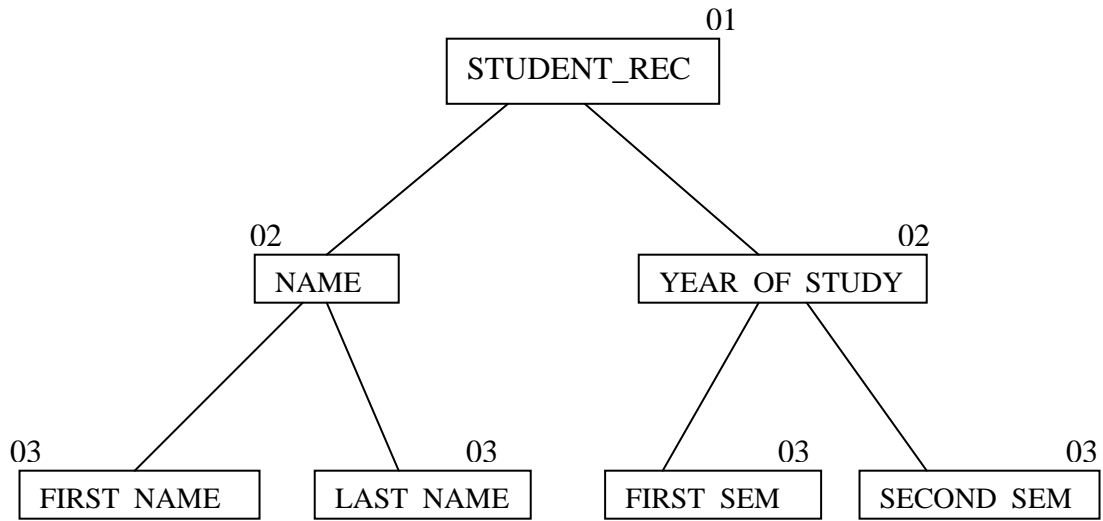 01
STUDENT_REC
02
02
NAME
YEAR OF STUDY
03
03
03
03
FIRST NAME
LAST NAME
FIRST SEM
SECOND SEM